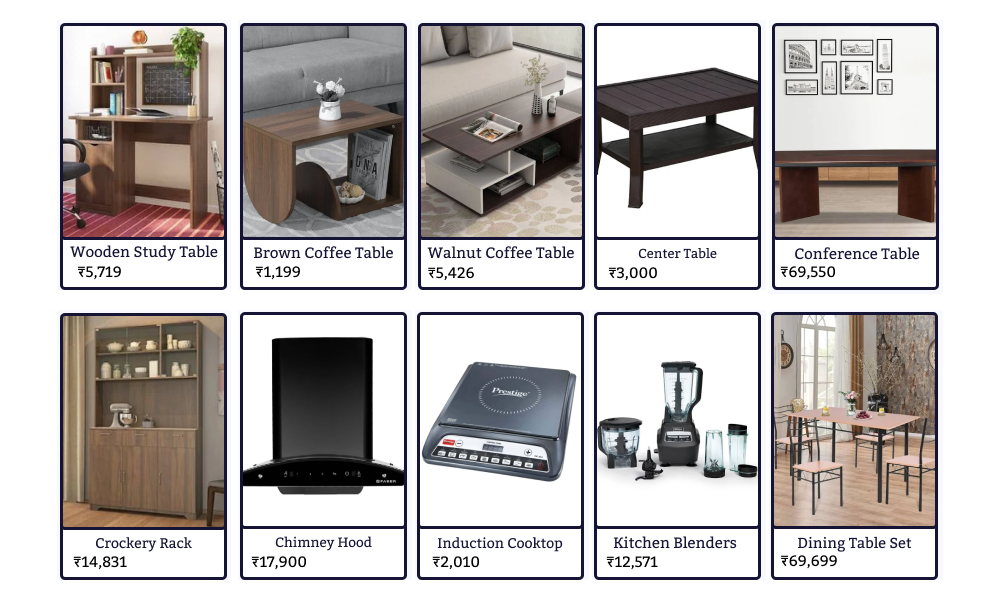 Wooden Study Table
₹5,719
Brown Coffee Table
₹1,199
DNA
Walnut Coffee Table
₹5,426
Center Table
₹3,000
Conference Table
₹69,550
Crockery Rack
₹14,831
FABER
Chimney Hood
₹17,900
Prestige
Induction Cooktop
₹2,010
Kitchen Blenders
₹12,571
Dining Table Set
₹69,699